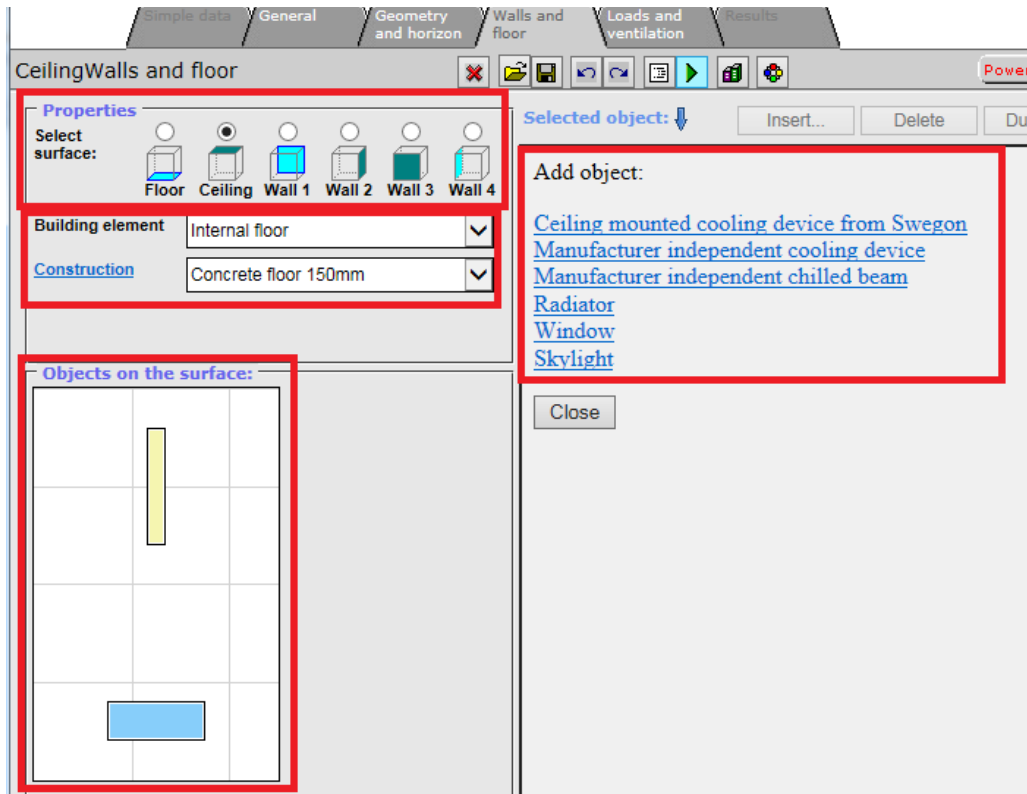 Simple data
General
Geometry
and horizon
Walls and
floor
Loads and
ventilation
Results
CeilingWalls and floor
Power
Properties
Select
surface:
Floor Ceiling Wall 1 Wall 2 Wall 3 Wall 4
Building element Internal floor
Construction Concrete floor 150mm
Objects on the surface:
Selected object: Insert... Delete Du
Add object:
Ceiling mounted cooling device from Swegon
Manufacturer independent cooling device
Manufacturer independent chilled beam
Radiator
Window
Skylight
Close